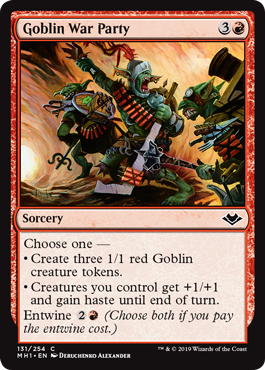 Goblin War Party 3
Sorcery
Choose one —
• Create three 1/1 red Goblin
creature tokens.
• Creatures you control get +1/+1
and gain haste until end of turn.
Entwine 2 (Choose both if you pay
the entwine cost.)
131/254 C
MH1 • EN DERUCHENKO ALEXANDER
™ & © 2019 Wizards of the Coast